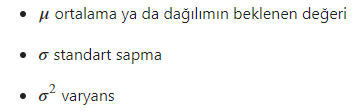 • μ ortalama ya da dağılımın beklenen değeri
• σ standart sapma
• σ² varyans